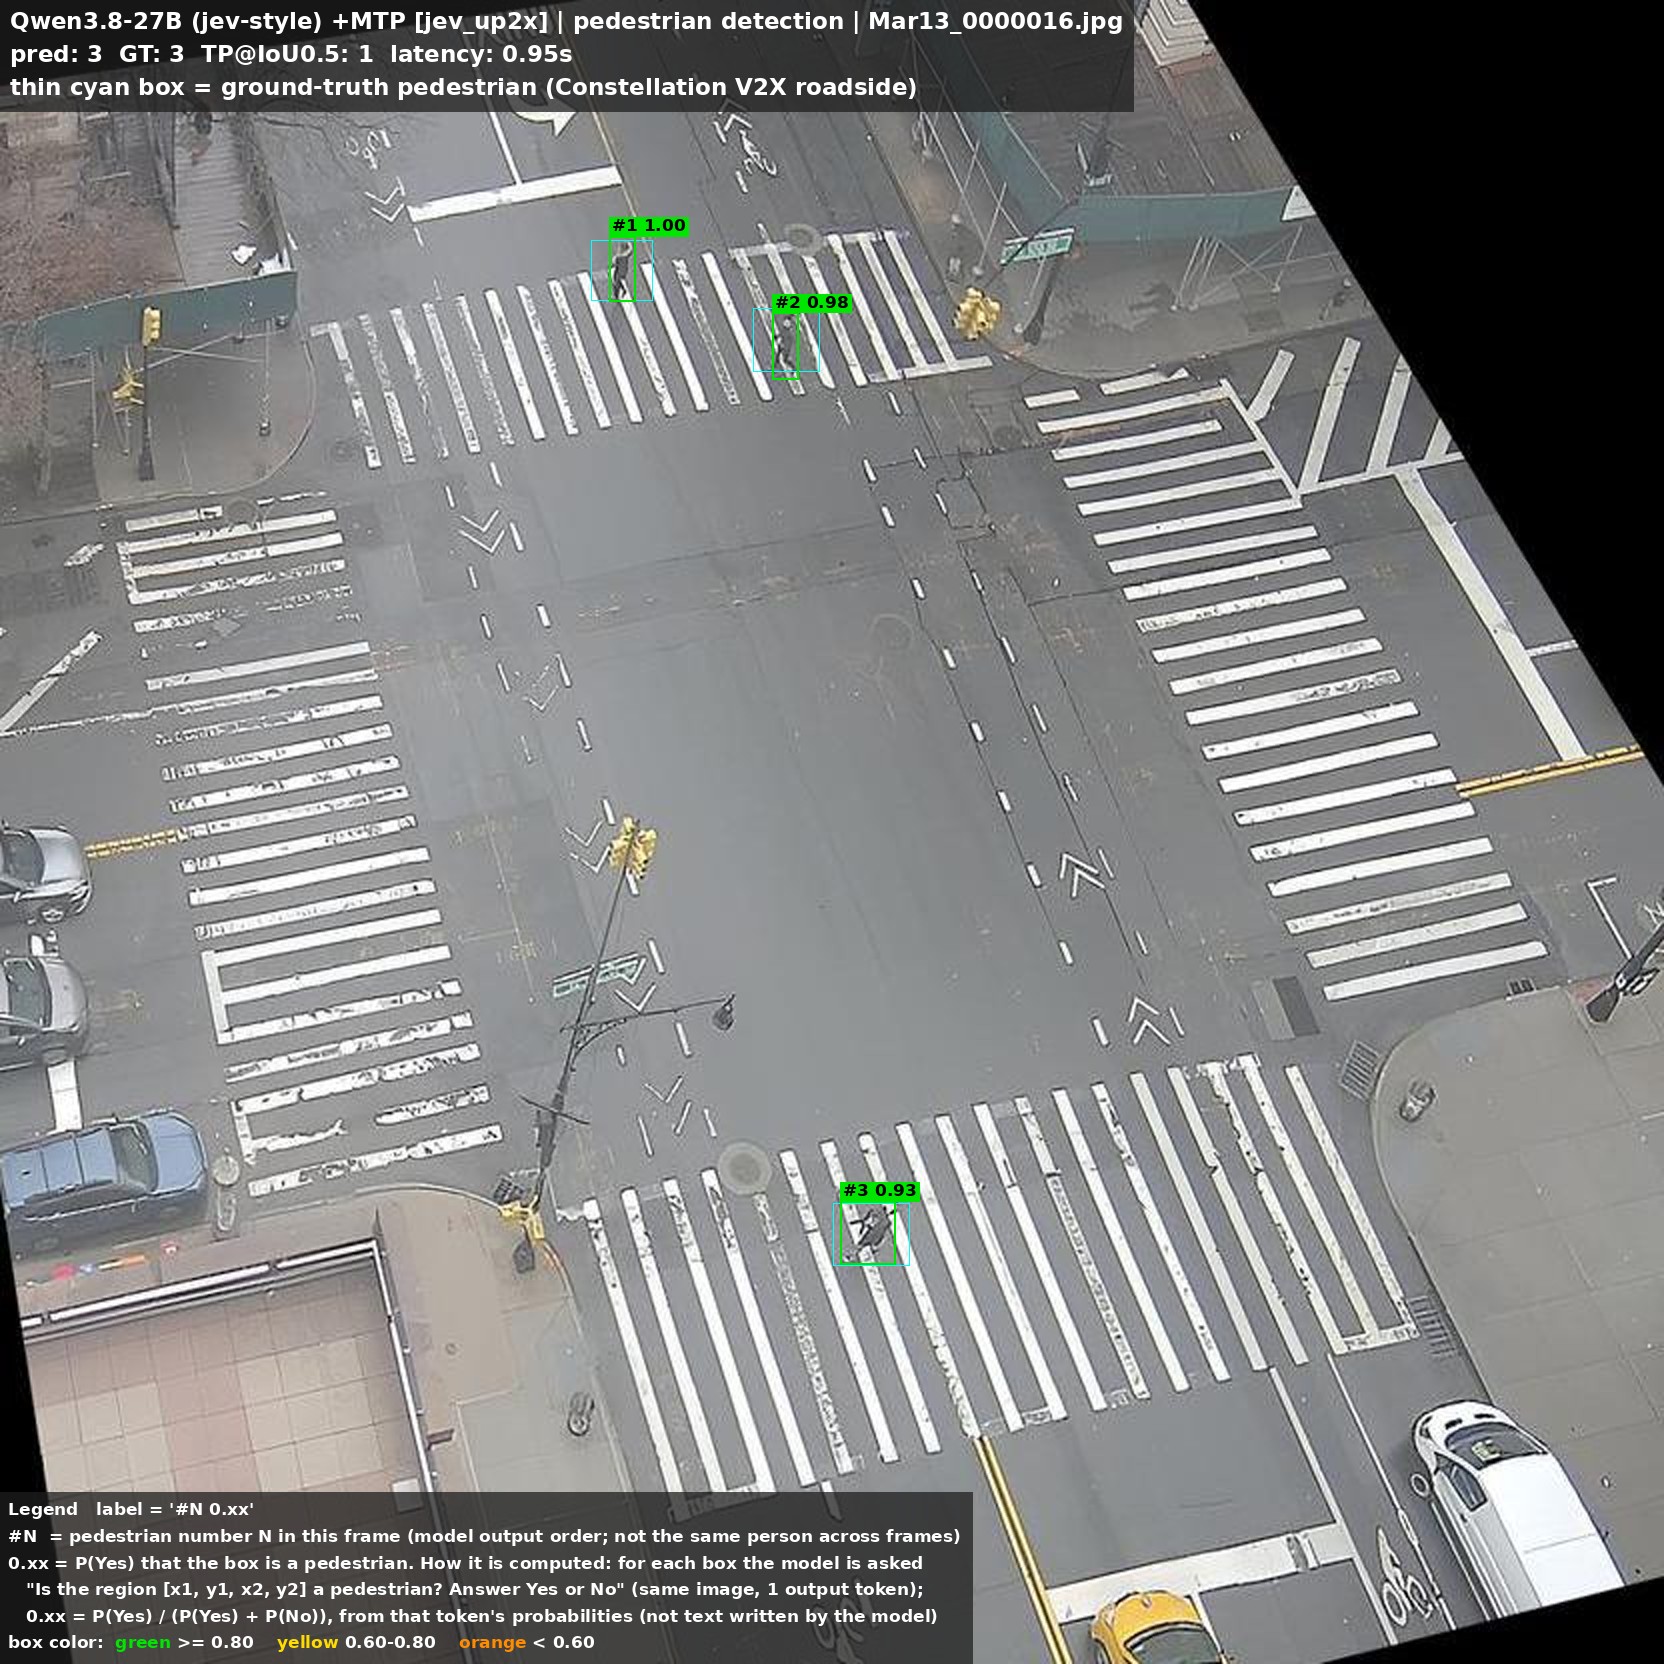 Qwen3.8-27B (jev-style) +MTP [jev_up2x] | pedestrian detection | Mar13_0000016.jpg
pred: 3  GT: 3  TP@IoU0.5: 1  latency: 0.95s
thin cyan box = ground-truth pedestrian (Constellation V2X roadside)
#1 1.00
#2 0.98
#3 0.93
Legend   label = '#N 0.xx'
#N  = pedestrian number N in this frame (model output order; not the same person across frames)
0.xx = P(Yes) that the box is a pedestrian. How it is computed: for each box the model is asked
"Is the region [x1, y1, x2, y2] a pedestrian? Answer Yes or No" (same image, 1 output token);
0.xx = P(Yes) / (P(Yes) + P(No)), from that token's probabilities (not text written by the model)
box color:  green >= 0.80    yellow 0.60-0.80    orange < 0.60